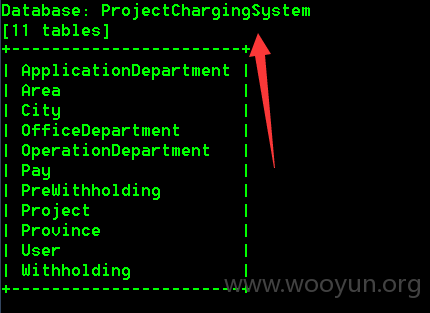 Database: ProjectChargingSystem
[11 tables]
+-----------------------+
| ApplicationDepartment |
| Area                  |
| City                  |
| OfficeDepartment      |
| OperationDepartment   |
| Pay                   |
| PreWithholding        |
| Project               |
| Province              |
| User                  |
| Withholding           |
+-----------------------+
www.wooyun.org